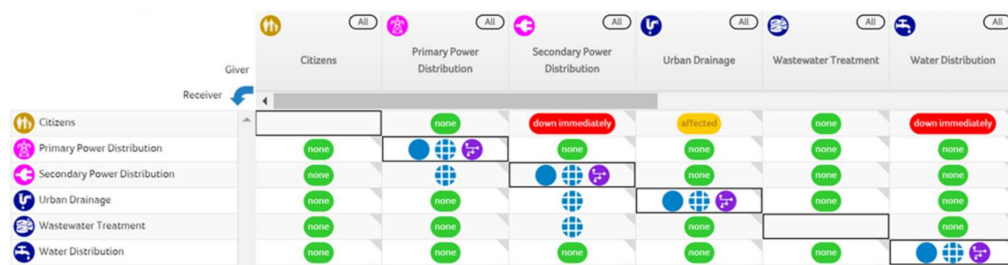 All All All All All All
Citizens Primary Power Distribution Secondary Power Distribution Urban Drainage Wastewater Treatment Water Distribution
Giver
Receiver
Citizens none down immediately affected none down immediately
Primary Power Distribution none none none none none
Secondary Power Distribution none none none none
Urban Drainage none none none none
Wastewater Treatment none none none none
Water Distribution none none none none none